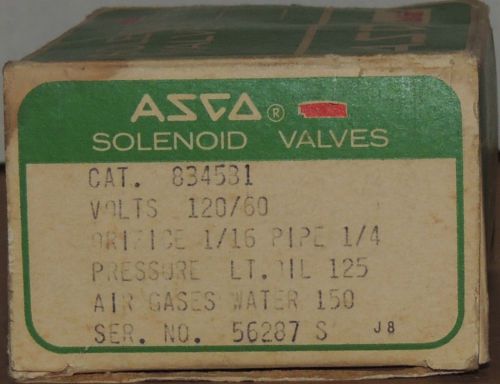 ASCO®
SOLENOID VALVES
CAT. 834531
VOLTS 120/60
ORIFICE 1/16 PIPE 1/4
PRESSURE LT.OIL 125
AIR GASES WATER 150
SER. NO. 56287 S J8